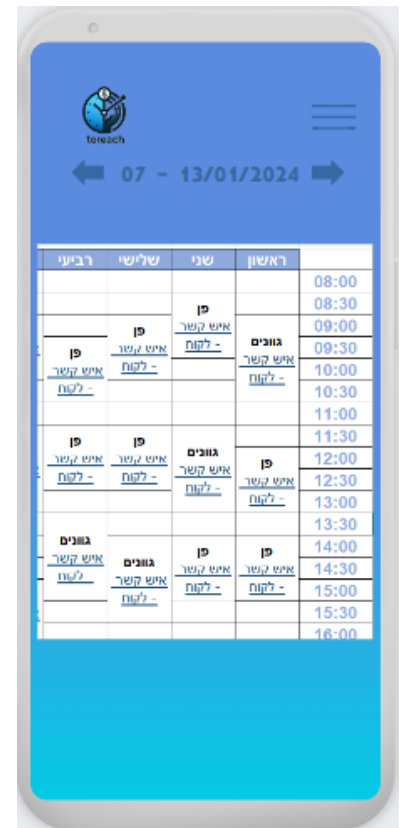 toreach
07 - 13/01/2024
ראשון שני שלישי רביעי
08:00
08:30
09:00
09:30
10:00
10:30
11:00
11:30
12:00
12:30
13:00
13:30
14:00
14:30
15:00
15:30
16:00
גוונים
איש קשר
- לקוח
פן
איש קשר
- לקוח
פן
איש קשר
- לקוח
פן
איש קשר
- לקוח
גוונים
איש קשר
- לקוח
פן
איש קשר
- לקוח
פן
איש קשר
- לקוח
פן
איש קשר
- לקוח
גוונים
איש קשר
- לקוח
פן
איש קשר
- לקוח
פן
איש קשר
- לקוח
גוונים
איש קשר
- לקוח